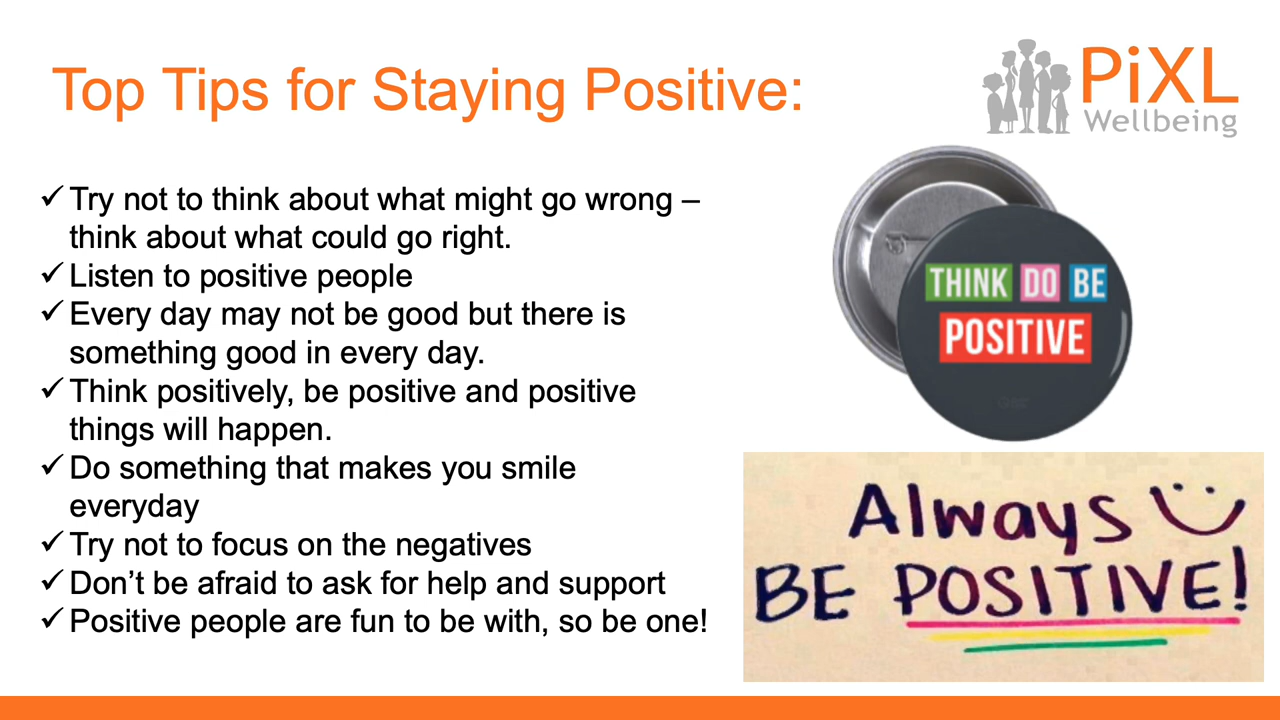 Top Tips for Staying Positive:
PiXL
Wellbeing
✓ Try not to think about what might go wrong –
think about what could go right.
✓ Listen to positive people
✓ Every day may not be good but there is
something good in every day.
✓ Think positively, be positive and positive
things will happen.
✓ Do something that makes you smile
everyday
✓ Try not to focus on the negatives
✓ Don’t be afraid to ask for help and support
✓ Positive people are fun to be with, so be one!
THINK DO BE
POSITIVE
Always
BE POSITIVE!